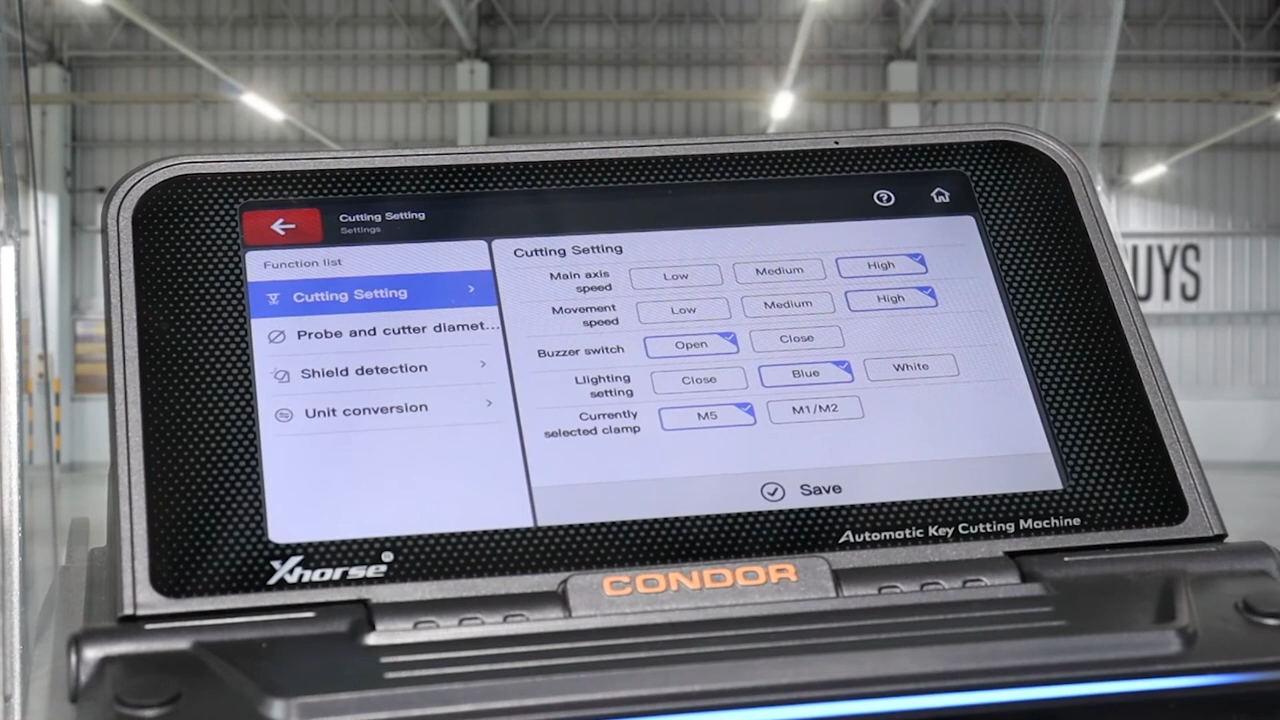 Cutting Setting
Settings
Function list
Cutting Setting
Probe and cutter diamet...
Shield detection
Unit conversion
Cutting Setting
Main axis
speed
Low Medium High
Movement
speed
Low Medium High
Buzzer switch Open Close
Llighting
setting
Close Blue White
Currently
selected clamp
M5 M1/M2
Save
Xhorse
Automatic Key Cutting Machine
CONDOR